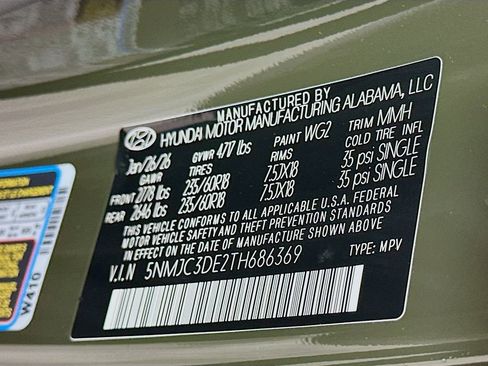 MANUFACTURED BY
HYUNDAI MOTOR MANUFACTURING ALABAMA, LLC
Jan/26/26 GVWR 4717 lbs PAINT WG2 TRIM MMH
GAWR TIRES RIMS COLD TIRE INFL
FRONT 2778 lbs 235/60R18 7.5JX18 35 psi SINGLE
REAR 2646 lbs 235/60R18 7.5JX18 35 psi SINGLE
THIS VEHICLE CONFORMS TO ALL APPLICABLE U.S.A. FEDERAL
MOTOR VEHICLE SAFETY AND THEFT PREVENTION STANDARDS
IN EFFECT ON THE DATE OF MANUFACTURE SHOWN ABOVE
V.I.N 5NMJC3DE2TH686369 TYPE: MPV
W410